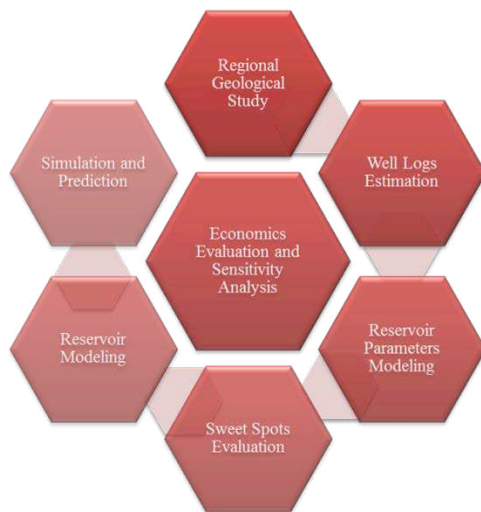 Regional
Geological
Study
Well Logs
Estimation
Simulation and
Prediction
Economics
Evaluation and
Sensitivity
Analysis
Reservoir
Parameters
Modeling
Reservoir
Modeling
Sweet Spots
Evaluation